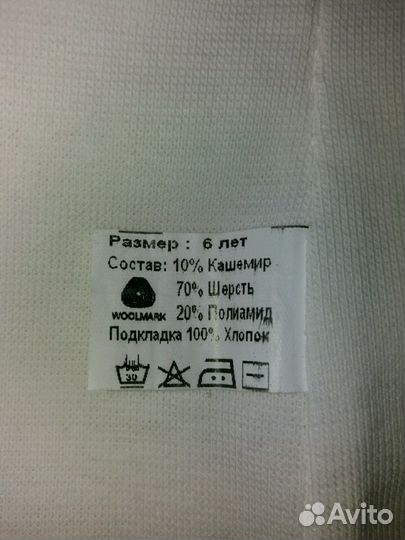 Размер : 6 лет
Состав: 10% Кашемир
70% Шерсть
WOOLMARK 20% Полиамид
Подкладка 100% Хлопок
30
Avito